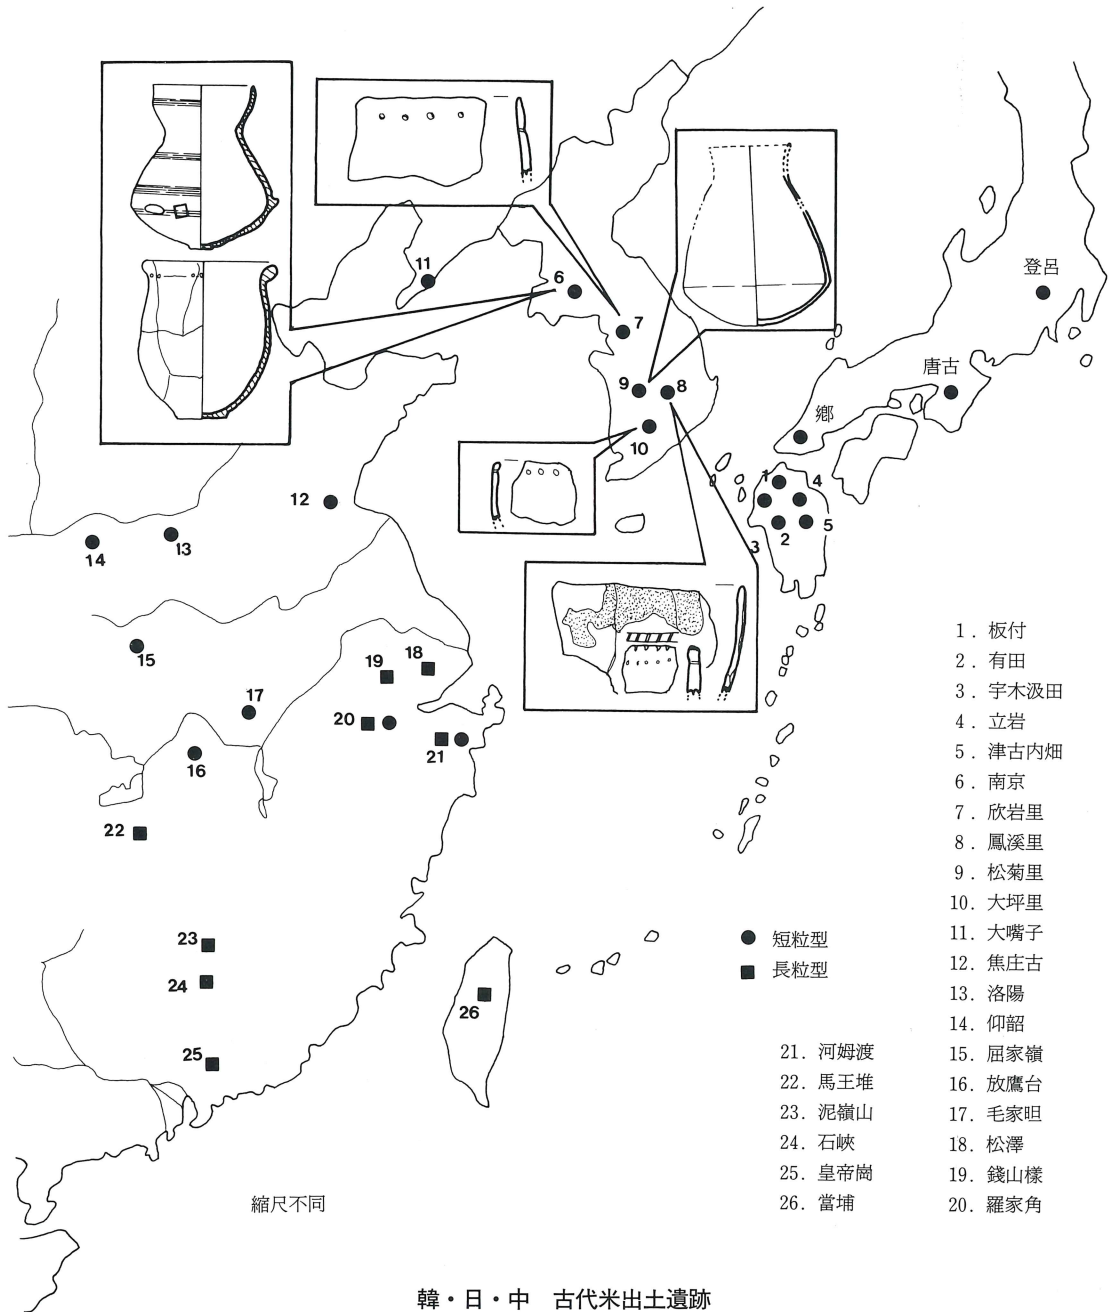 11
6
登呂
7
唐古
9
8
郷
10
1
4
12
5
2
13
14
3
15
18
19
17
20
21
16
22
23
24
26
25
1. 板付
2. 有田
3. 宇木汲田
4. 立岩
5. 津古内畑
6. 南京
7. 欣岩里
8. 鳳溪里
9. 松菊里
10. 大坪里
11. 大嘴子
12. 焦庄古
13. 洛陽
14. 仰韶
15. 屈家嶺
16. 放鷹台
17. 毛家晅
18. 松澤
19. 錢山樣
20. 羅家角
21. 河姆渡
22. 馬王堆
23. 泥嶺山
24. 石峽
25. 皇帝崗
26. 當埔
短粒型
長粒型
縮尺不同
韓・日・中 古代米出土遺跡